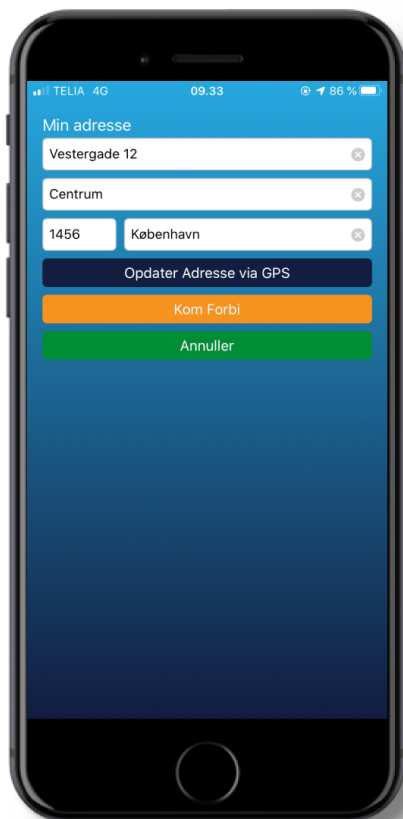 TELIA 4G 09.33 86 %
Min adresse
Vestergade 12
Centrum
1456 København
Opdater Adresse via GPS
Kom Forbi
Annuller